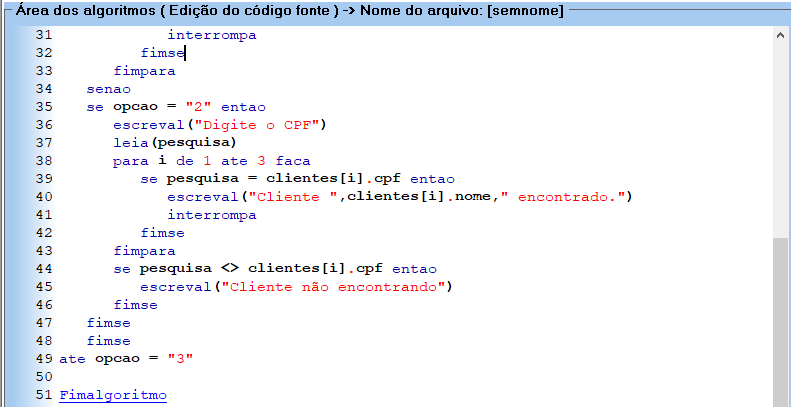 Área dos algoritmos ( Edição do código fonte ) -> Nome do arquivo: [semnome]
31 interrompa
32 fimse
33 fimpara
34 senao
35 se opcao = "2" entao
36 escreval("Digite o CPF")
37 leia(pesquisa)
38 para i de 1 ate 3 faca
39 se pesquisa = clientes[i].cpf entao
40 escreval("Cliente ",clientes[i].nome," encontrado.")
41 interrompa
42 fimse
43 fimpara
44 se pesquisa <> clientes[i].cpf entao
45 escreval("Cliente não encontrando")
46 fimse
47 fimse
48 fimse
49 ate opcao = "3"
50
51 Fimalgoritmo